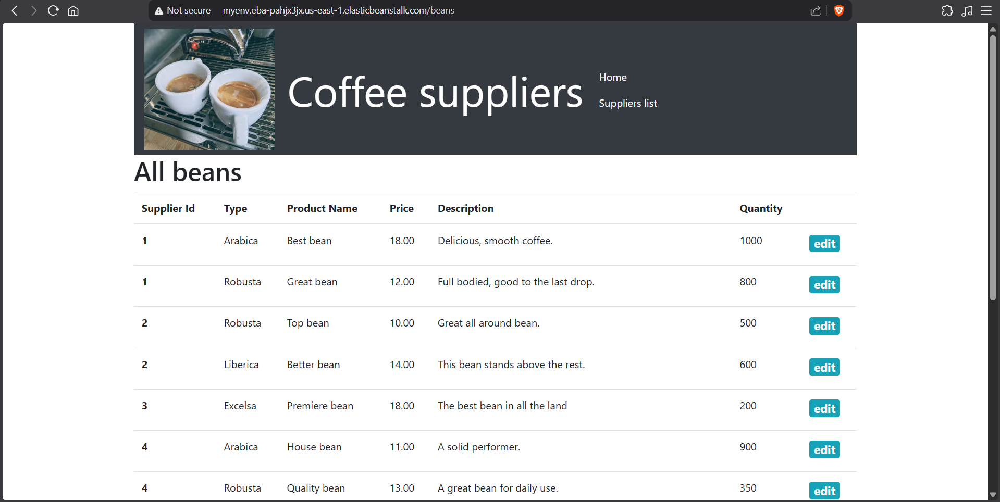 Not secure myenv.eba-pahjx3jx.us-east-1.elasticbeanstalk.com/beans
Coffee suppliers
Home
Suppliers list
All beans
Supplier Id Type Product Name Price Description Quantity
1 Arabica Best bean 18.00 Delicious, smooth coffee. 1000 edit
1 Robusta Great bean 12.00 Full bodied, good to the last drop. 800 edit
2 Robusta Top bean 10.00 Great all around bean. 500 edit
2 Liberica Better bean 14.00 This bean stands above the rest. 600 edit
3 Excelsa Premiere bean 18.00 The best bean in all the land 200 edit
4 Arabica House bean 11.00 A solid performer. 900 edit
4 Robusta Quality bean 13.00 A great bean for daily use. 350 edit